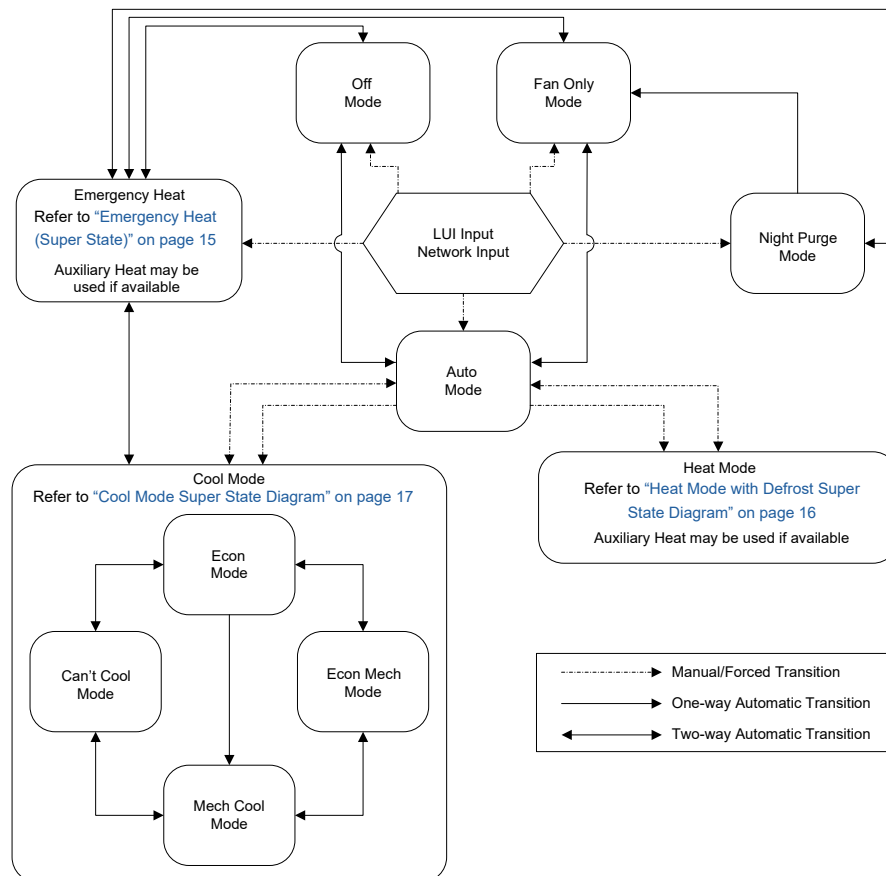 Off
Mode
Fan Only
Mode
Emergency Heat
Refer to “Emergency Heat
(Super State)” on page 15
Auxiliary Heat may be
used if available
LUI Input
Network Input
Night Purge
Mode
Auto
Mode
Cool Mode
Refer to “Cool Mode Super State Diagram” on page 17
Heat Mode
Refer to “Heat Mode with Defrost Super
State Diagram” on page 16
Auxiliary Heat may be used if available
Econ
Mode
Can’t Cool
Mode
Econ Mech
Mode
Mech Cool
Mode
Manual/Forced Transition
One-way Automatic Transition
Two-way Automatic Transition